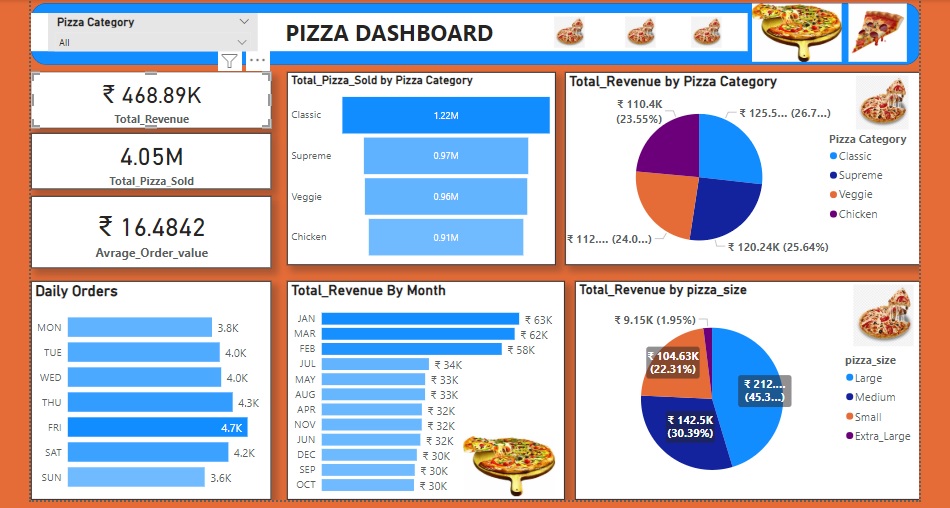 Pizza Category
All
PIZZA DASHBOARD
₹ 468.89K
Total_Revenue
4.05M
Total_Pizza_Sold
₹ 16.4842
Avrage_Order_value
Total_Pizza_Sold by Pizza Category
Classic
1.22M
Supreme
0.97M
Veggie
0.96M
Chicken
0.91M
Total_Revenue by Pizza Category
₹ 110.4K
(23.55%)
₹ 125.5... (26.7...)
₹ 112.... (24.0...)
₹ 120.24K (25.64%)
Pizza Category
Classic
Supreme
Veggie
Chicken
Daily Orders
MON 3.8K
TUE 4.0K
WED 4.0K
THU 4.3K
FRI 4.7K
SAT 4.2K
SUN 3.6K
Total_Revenue By Month
JAN ₹ 63K
MAR ₹ 62K
FEB ₹ 58K
JUL ₹ 34K
MAY ₹ 33K
AUG ₹ 33K
APR ₹ 32K
NOV ₹ 32K
JUN ₹ 32K
DEC ₹ 30K
SEP ₹ 30K
OCT ₹ 30K
Total_Revenue by pizza_size
₹ 9.15K (1.95%)
₹ 104.63K
(22.31%)
₹ 212....
(45.3...)
₹ 142.5K
(30.39%)
pizza_size
Large
Medium
Small
Extra_Large